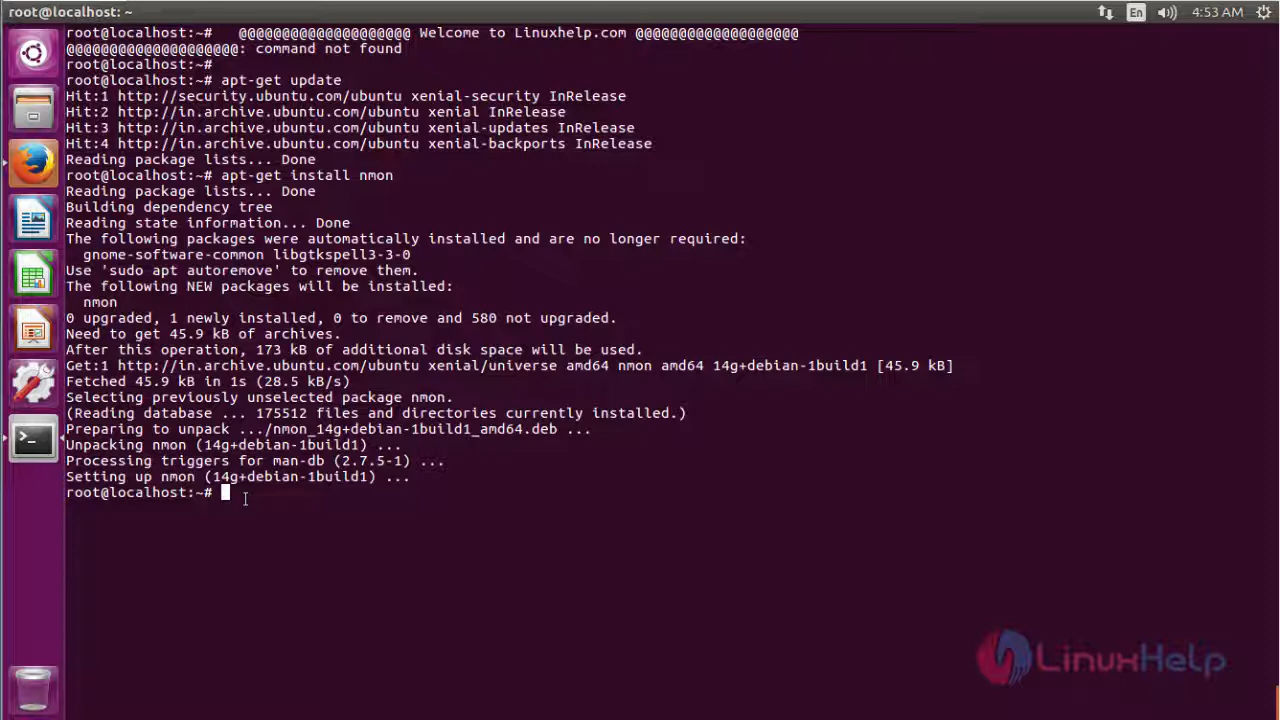 root@localhost: ~
En
4:53 AM
root@localhost:~#   @@@@@@@@@@@@@@@@@@@@ Welcome to Linuxhelp.com @@@@@@@@@@@@@@@@@@@
@@@@@@@@@@@@@@@@@@@@: command not found
root@localhost:~#
root@localhost:~# apt-get update
Hit:1 http://security.ubuntu.com/ubuntu xenial-security InRelease
Hit:2 http://in.archive.ubuntu.com/ubuntu xenial InRelease
Hit:3 http://in.archive.ubuntu.com/ubuntu xenial-updates InRelease
Hit:4 http://in.archive.ubuntu.com/ubuntu xenial-backports InRelease
Reading package lists... Done
root@localhost:~# apt-get install nmon
Reading package lists... Done
Building dependency tree
Reading state information... Done
The following packages were automatically installed and are no longer required:
  gnome-software-common libgtkspell3-3-0
Use 'sudo apt autoremove' to remove them.
The following NEW packages will be installed:
  nmon
0 upgraded, 1 newly installed, 0 to remove and 580 not upgraded.
Need to get 45.9 kB of archives.
After this operation, 173 kB of additional disk space will be used.
Get:1 http://in.archive.ubuntu.com/ubuntu xenial/universe amd64 nmon amd64 14g+debian-1build1 [45.9 kB]
Fetched 45.9 kB in 1s (28.5 kB/s)
Selecting previously unselected package nmon.
(Reading database ... 175512 files and directories currently installed.)
Preparing to unpack .../nmon_14g+debian-1build1_amd64.deb ...
Unpacking nmon (14g+debian-1build1) ...
Processing triggers for man-db (2.7.5-1) ...
Setting up nmon (14g+debian-1build1) ...
root@localhost:~#
LinuxHelp